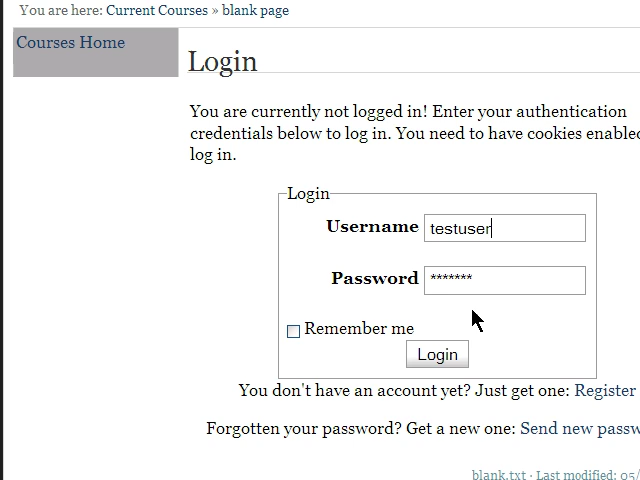 You are here: Current Courses » blank page
Courses Home
Login
You are currently not logged in! Enter your authentication
credentials below to log in. You need to have cookies enabled
log in.
Login
Username testuser
Password *******
Remember me
Login
You don't have an account yet? Just get one: Register
Forgotten your password? Get a new one: Send new passw
blank.txt · Last modified: 05/